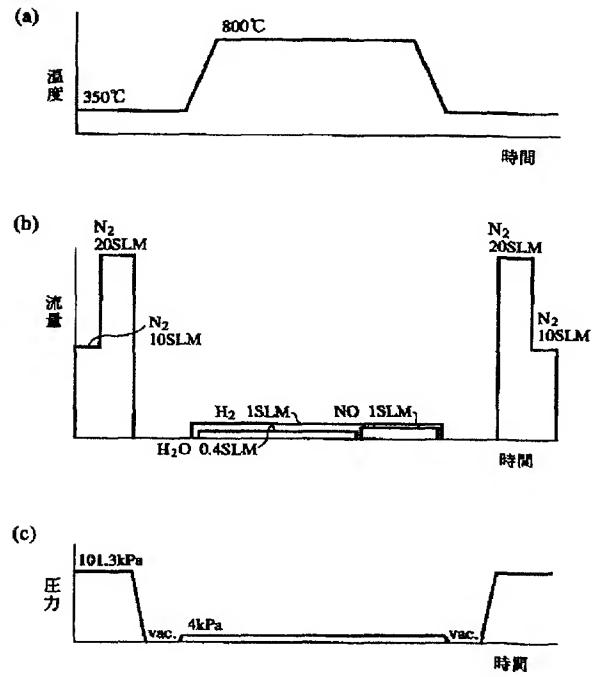 (a)
800℃
温度
350℃
時間
(b)
N2
20SLM
N2
20SLM
流量
N2
10SLM
N2
10SLM
H2 1SLM
NO 1SLM
H2O 0.4SLM
時間
(c)
101.3kPa
圧力
vac.
4kPa
vac.
時間